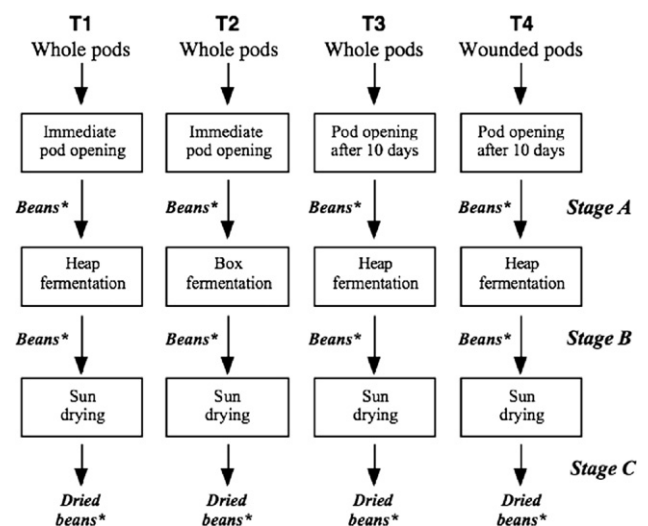 T1 T2 T3 T4
Whole pods Whole pods Whole pods Wounded pods
Immediate Immediate Pod opening Pod opening
pod opening pod opening after 10 days after 10 days
Beans* Beans* Beans* Beans* Stage A
Heap Box Heap Heap
fermentation fermentation fermentation fermentation
Beans* Beans* Beans* Beans* Stage B
Sun Sun Sun Sun
drying drying drying drying
Stage C
Dried Dried Dried Dried
beans* beans* beans* beans*